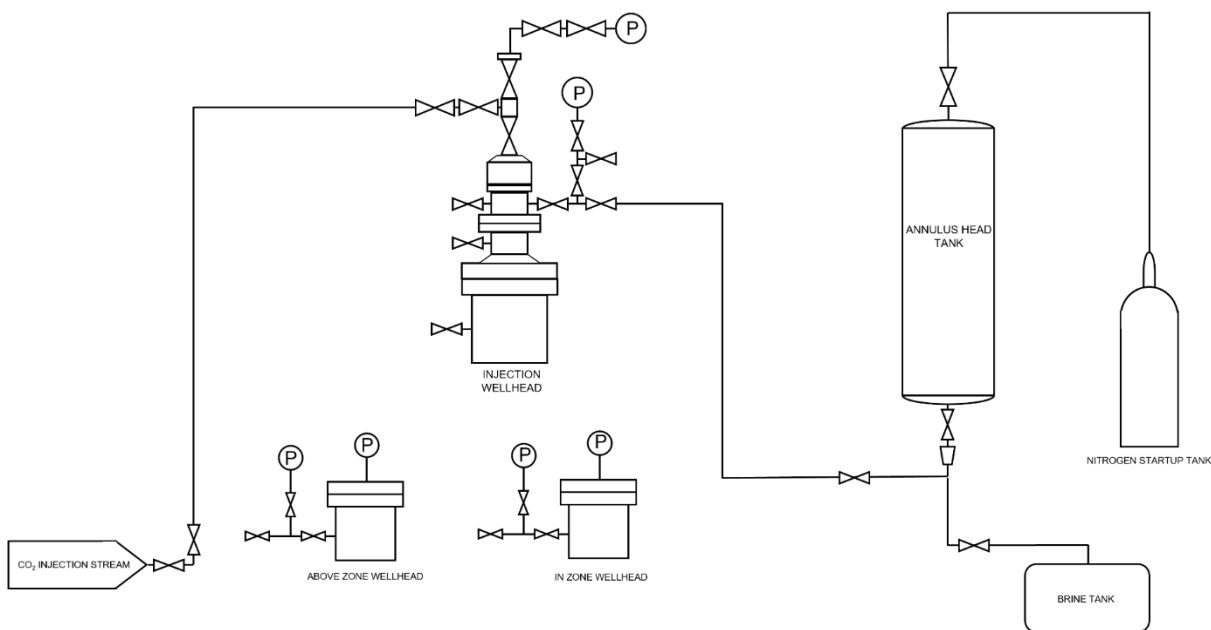 P
P
ANNULUS HEAD
TANK
INJECTION
WELLHEAD
P
P
P
P
NITROGEN STARTUP TANK
CO₂ INJECTION STREAM
ABOVE ZONE WELLHEAD
IN ZONE WELLHEAD
BRINE TANK